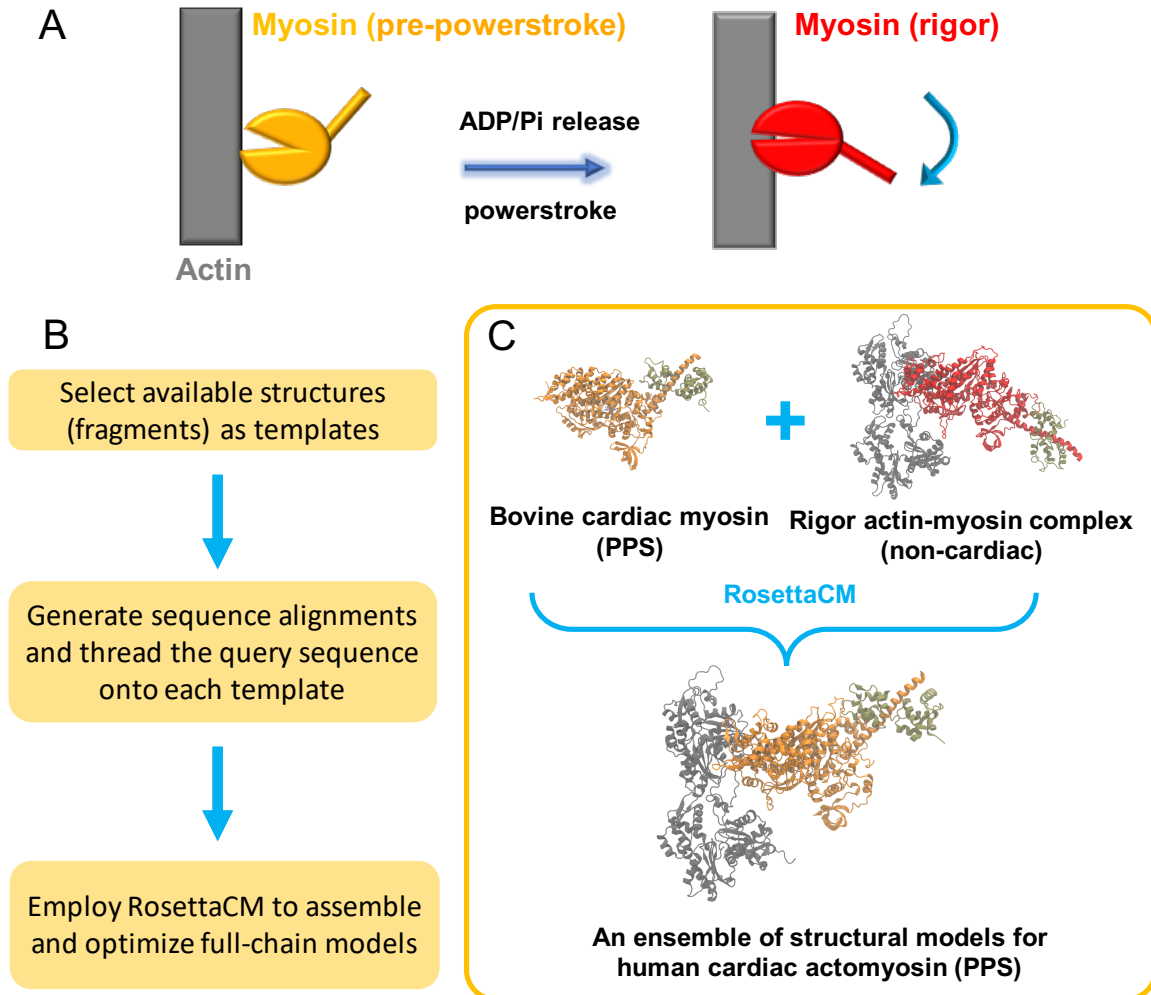 A
Myosin (pre-powerstroke)
Myosin (rigor)
ADP/Pi release
powerstroke
Actin
B
Select available structures
(fragments) as templates
Generate sequence alignments
and thread the query sequence
onto each template
Employ RosettaCM to assemble
and optimize full-chain models
C
Bovine cardiac myosin
(PPS)
Rigor actin-myosin complex
(non-cardiac)
RosettaCM
An ensemble of structural models for
human cardiac actomyosin (PPS)